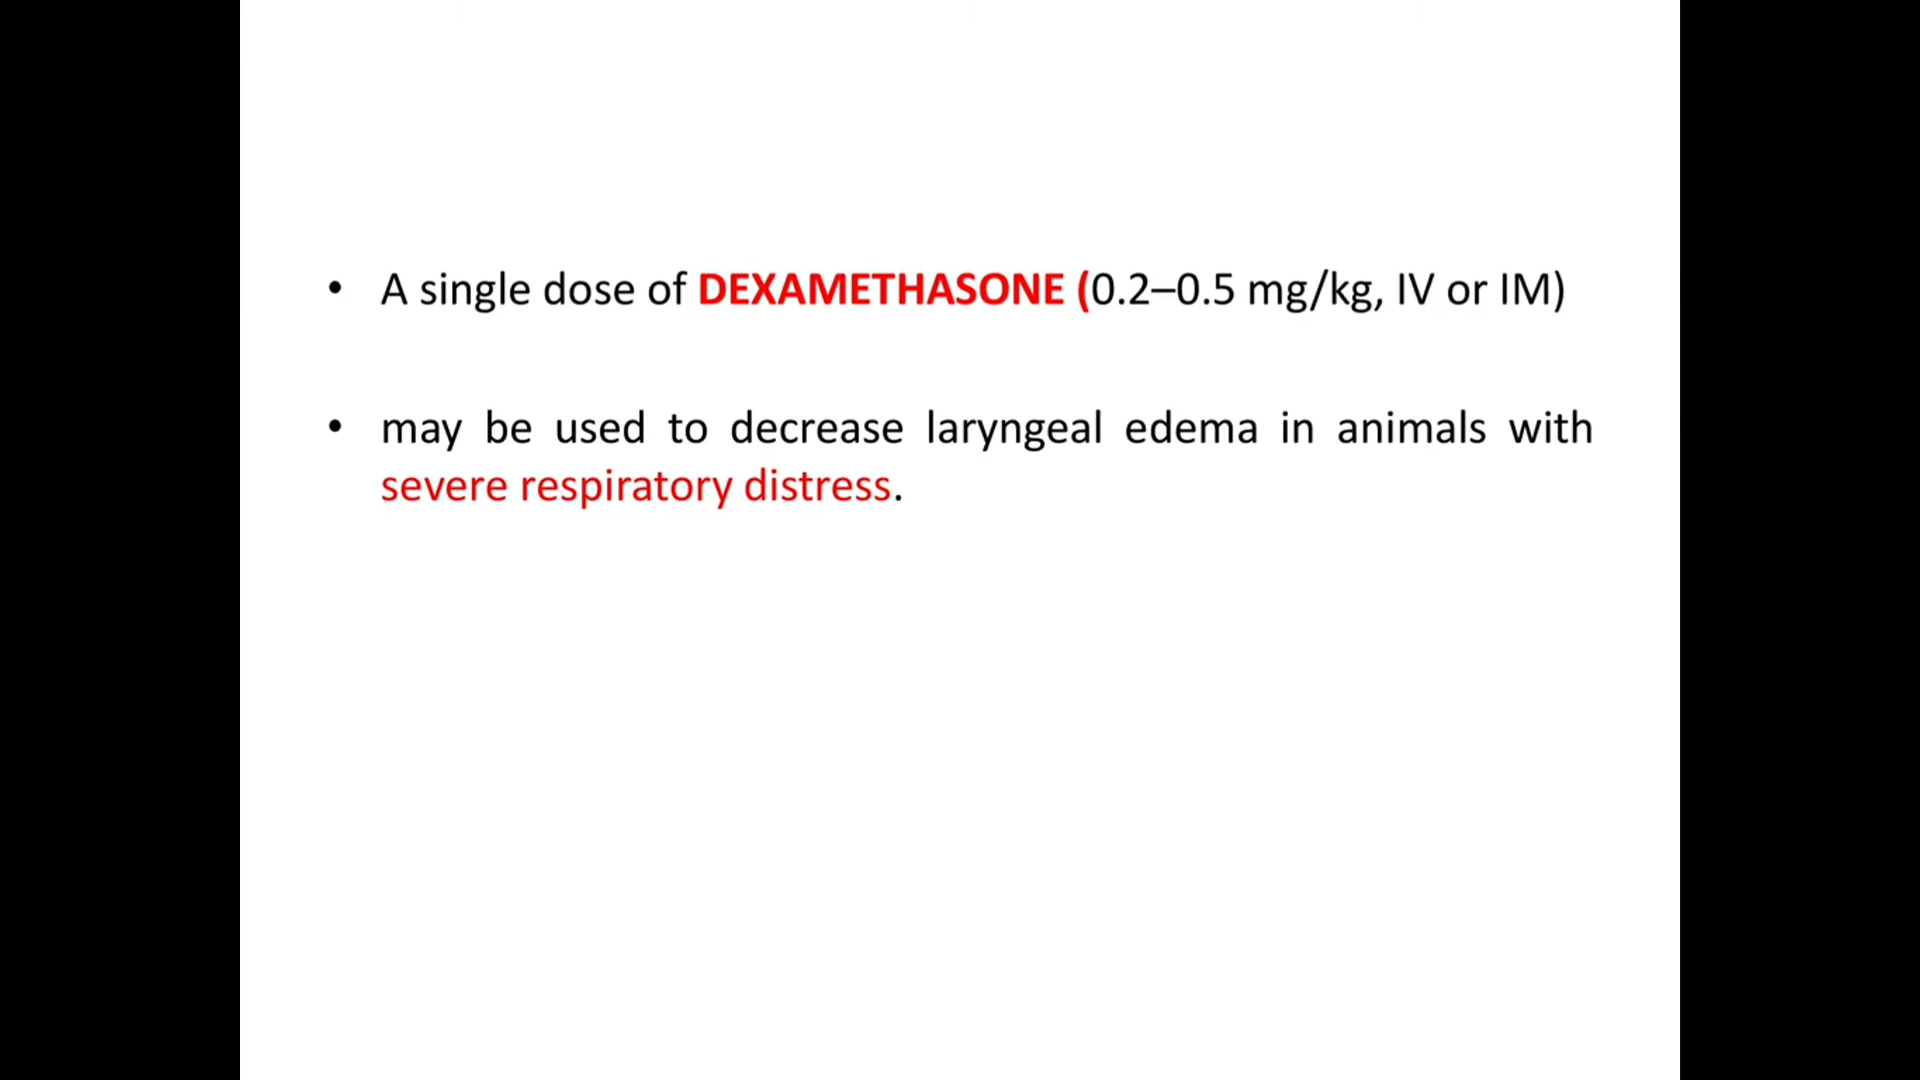 • A single dose of DEXAMETHASONE (0.2–0.5 mg/kg, IV or IM)
• may be used to decrease laryngeal edema in animals with
severe respiratory distress.